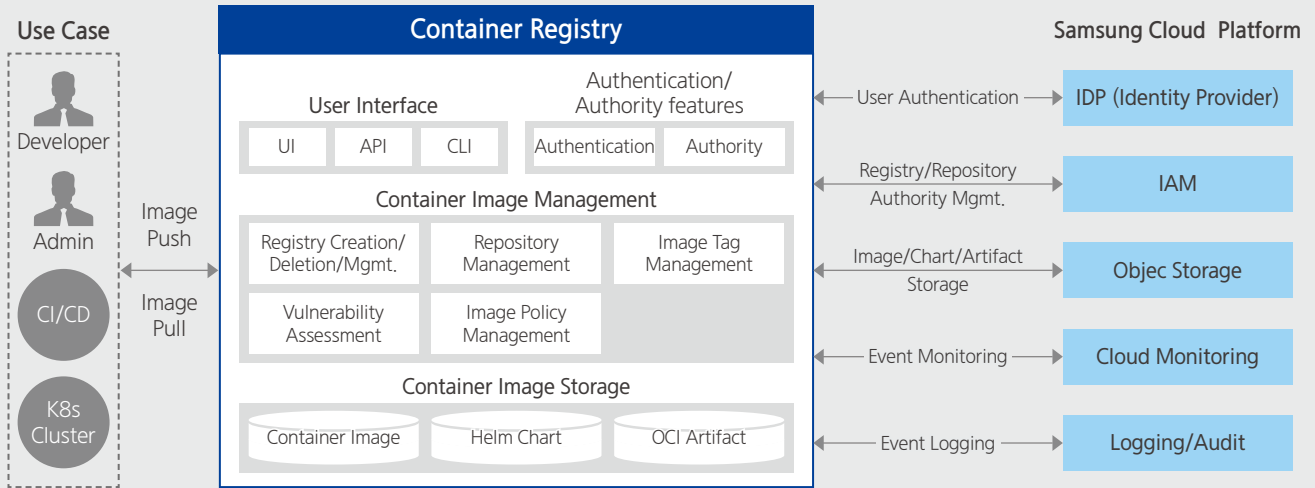 Use Case
Developer
Admin
CI/CD
K8s
Cluster
Image
Push
Image
Pull
Container Registry
User Interface
UI
API
CLI
Authentication/
Authority features
Authentication
Authority
Container Image Management
Registry Creation/
Deletion/Mgmt.
Repository
Management
Image Tag
Management
Vulnerability
Assessment
Image Policy
Management
Container Image Storage
Container Image
Helm Chart
OCI Artifact
User Authentication
Registry/Repository
Authority Mgmt.
Image/Chart/Artifact
Storage
Event Monitoring
Event Logging
Samsung Cloud Platform
IDP (Identity Provider)
IAM
Objec Storage
Cloud Monitoring
Logging/Audit